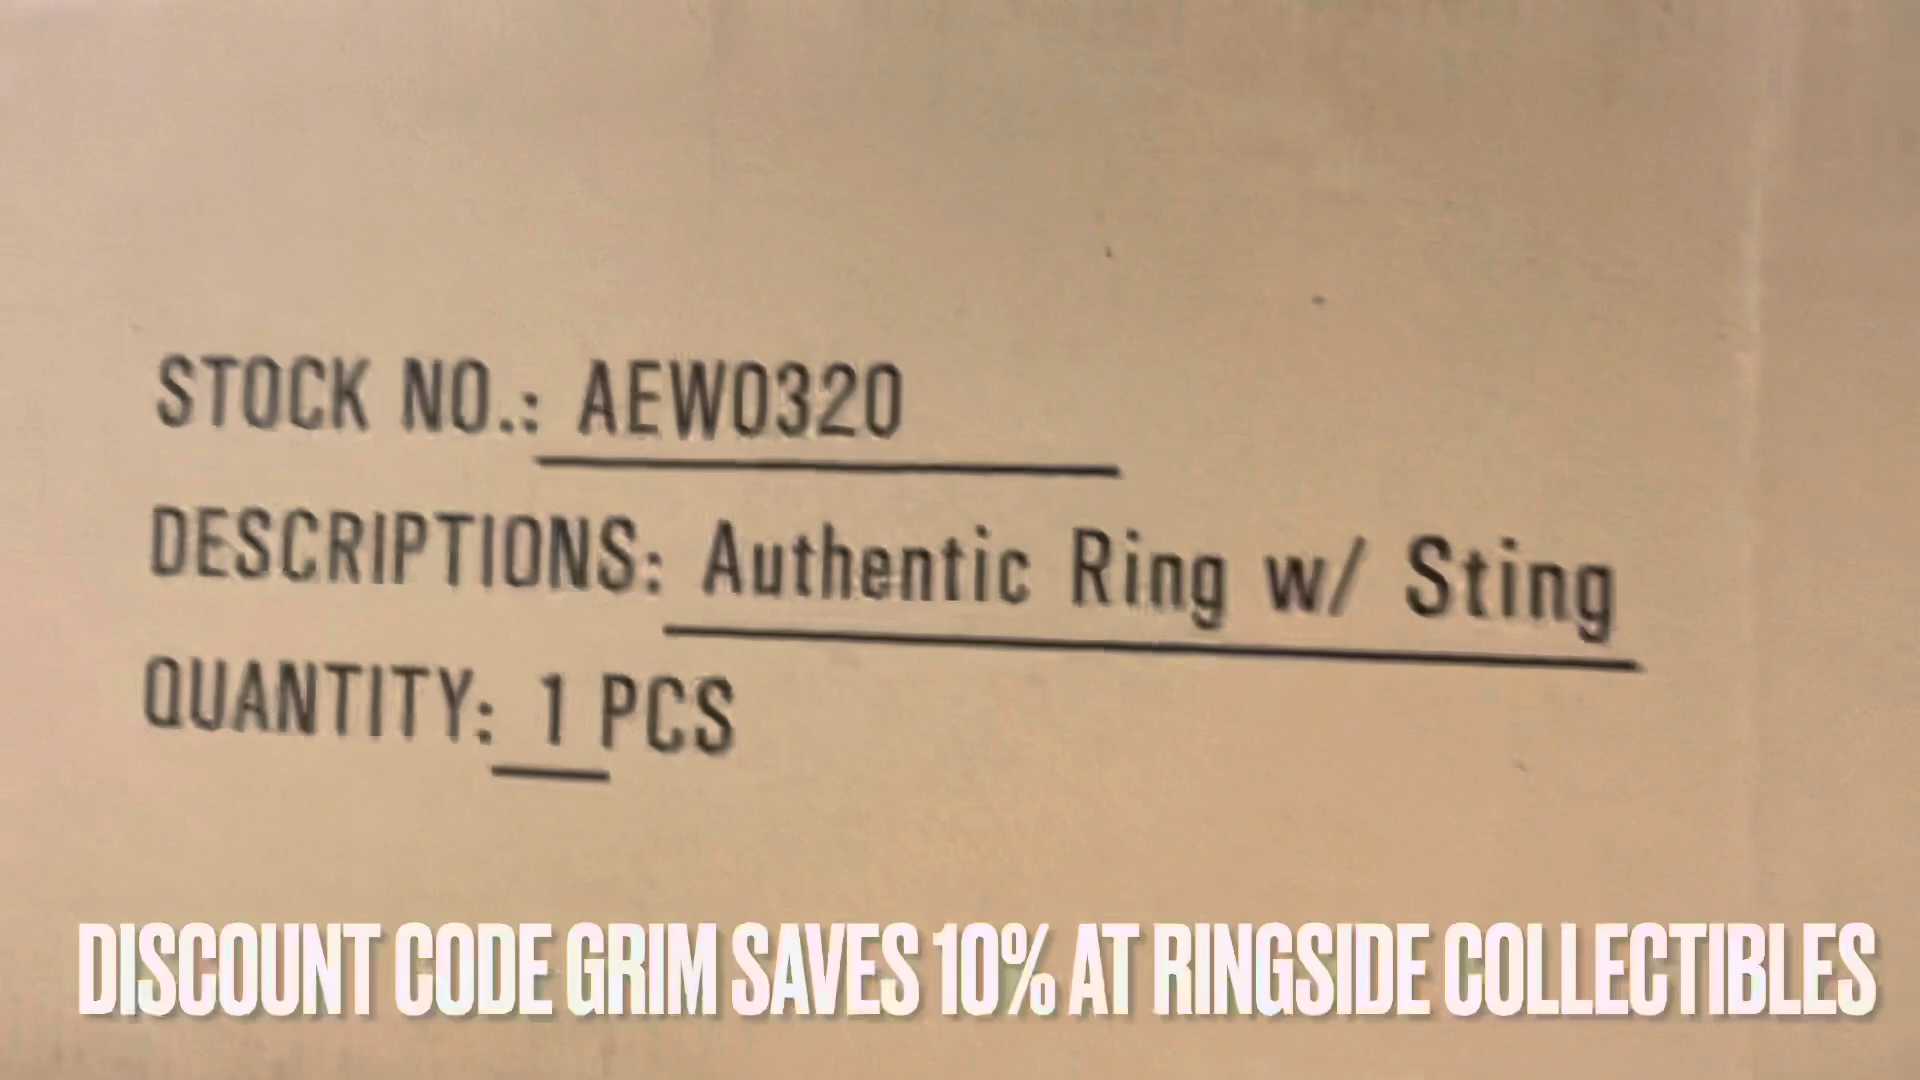 STOCK NO.: AEW0320
DESCRIPTIONS: Authentic Ring w/ Sting
QUANTITY: 1 PCS
DISCOUNT CODE GRIM SAVES 10% AT RINGSIDE COLLECTIBLES